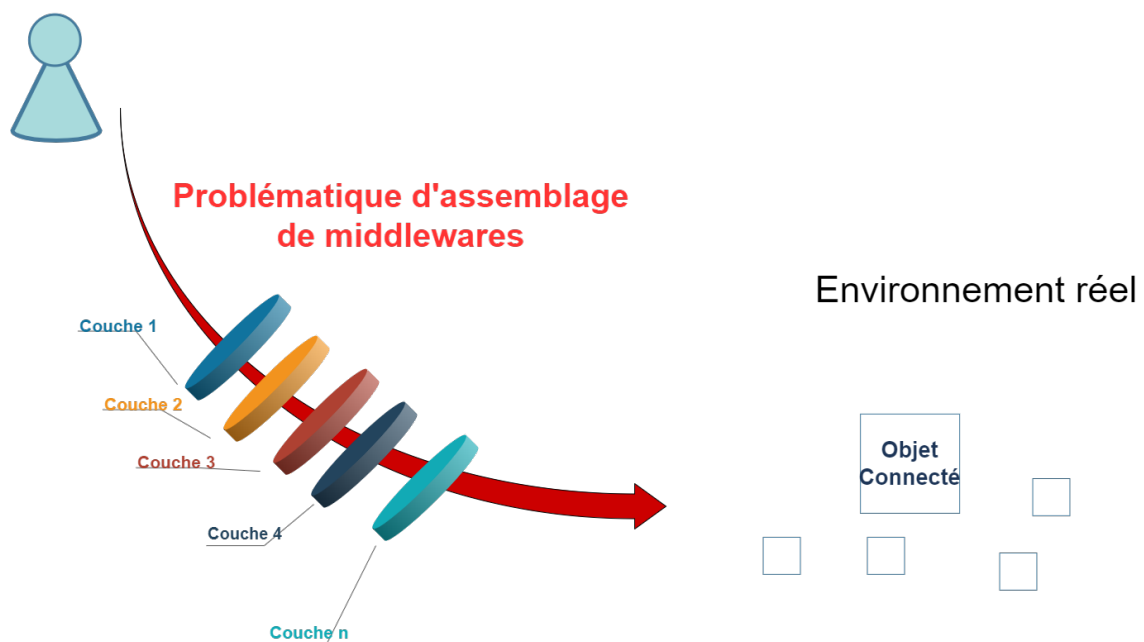 Problématique d'assemblage
de middlewares
Environnement réel
Couche 1
Couche 2
Couche 3
Couche 4
Couche n
Objet
Connecté